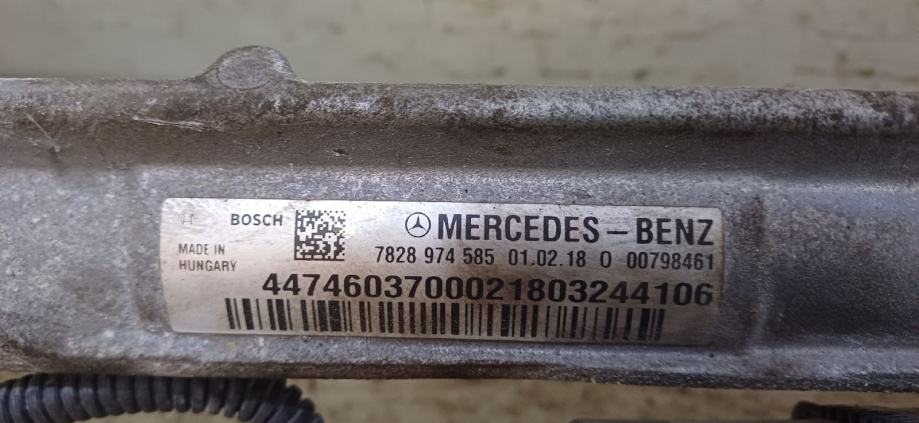 BOSCH
MERCEDES-BENZ
MADE IN
HUNGARY
7828 974 585 01.02.18 0 00798461
4474603700021803244106